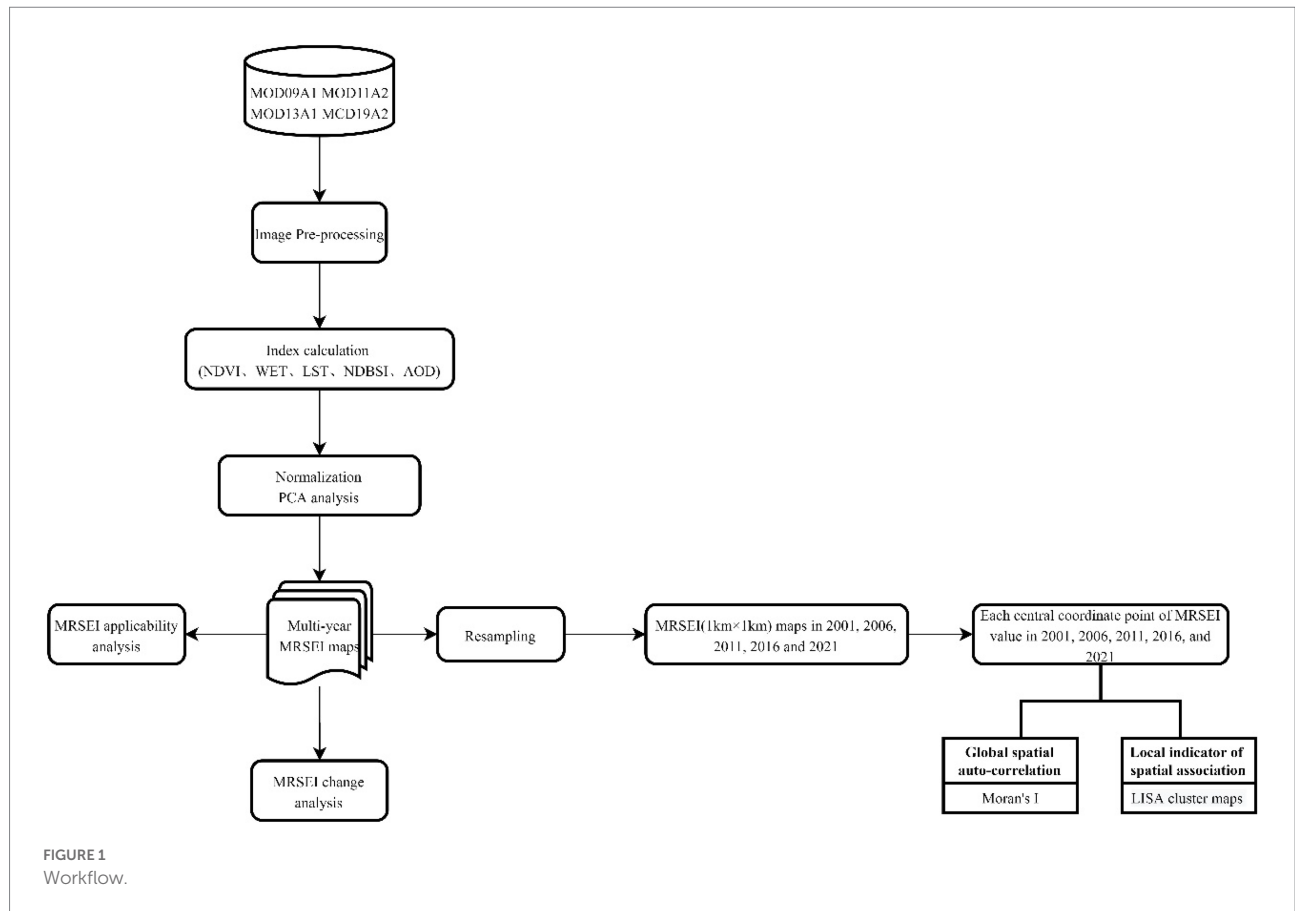 MOD09A1 MOD11A2
MOD13A1 MCD19A2
Image Pre-processing
Index calculation
(NDVI、WET、LST、NDBSI、AOD)
Normalization
PCA analysis
MRSEI applicability
analysis
Multi-year
MRSEI maps
Resampling
MRSEI(1km×1km) maps in 2001, 2006,
2011, 2016 and 2021
Each central coordinate point of MRSEI
value in 2001, 2006, 2011, 2016, and
2021
MRSEI change
analysis
Global spatial
auto-correlation
Moran's I
Local indicator of
spatial association
LISA cluster maps
FIGURE 1
Workflow.